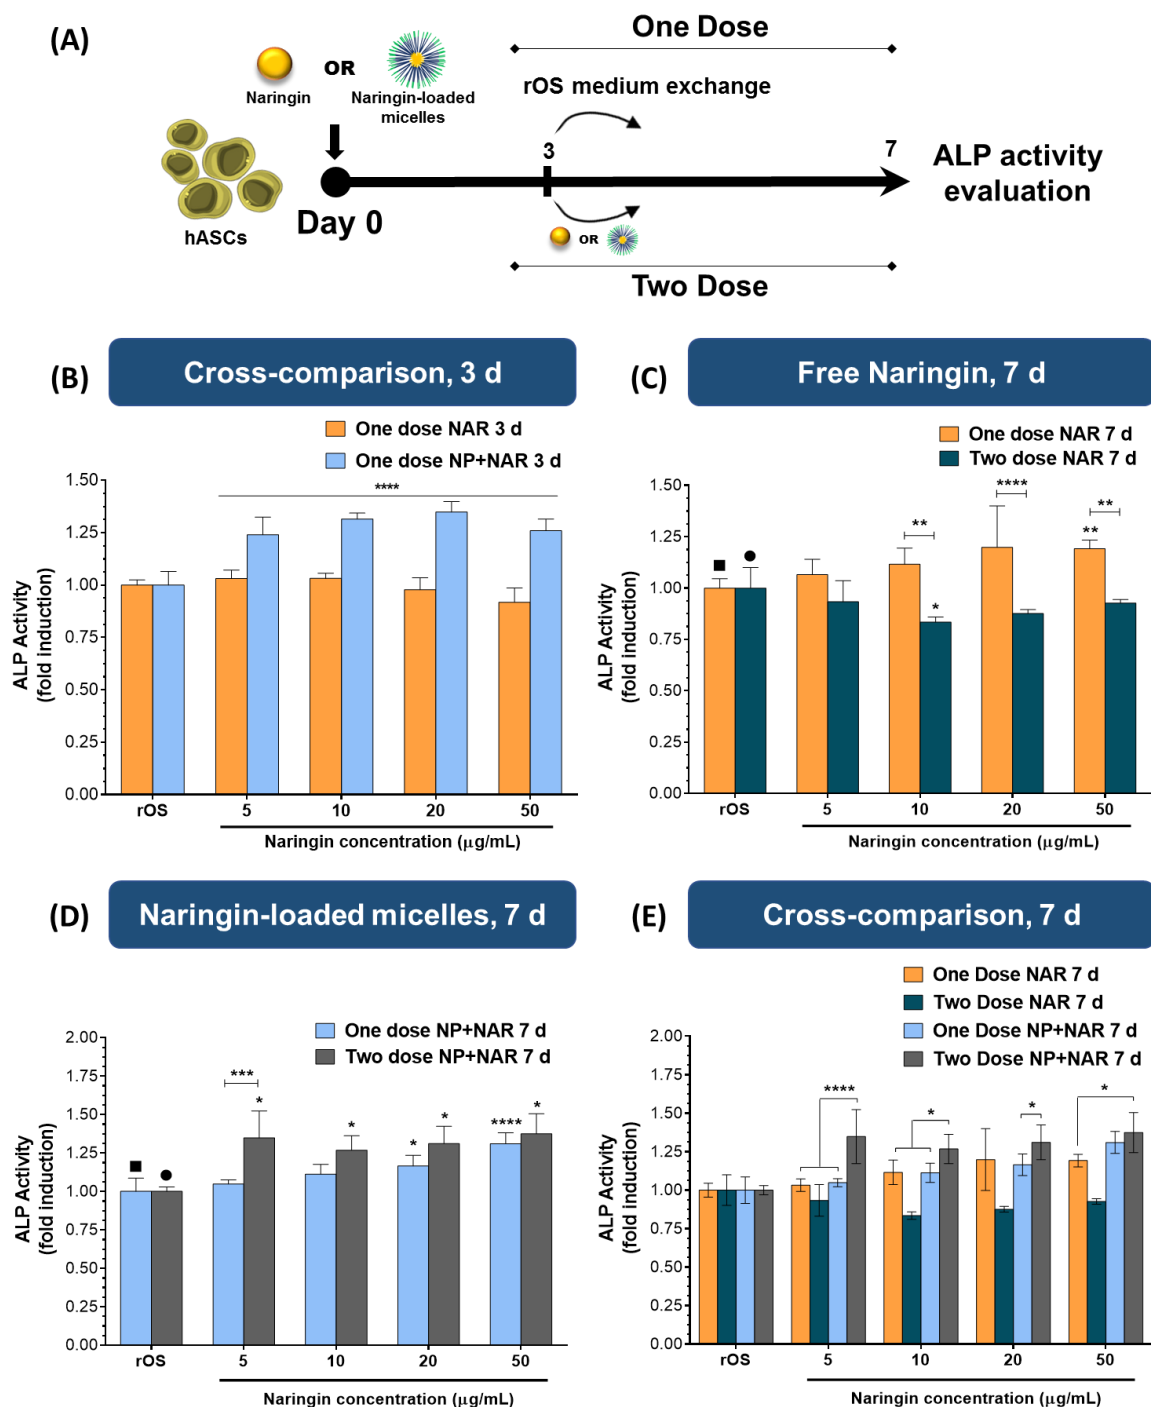 (A)
One Dose
OR
Naringin
Naringin-loaded
micelles
rOS medium exchange
3
7
ALP activity
evaluation
hASCs
Day 0
OR
Two Dose
(B)
Cross-comparison, 3 d
One dose NAR 3 d
One dose NP+NAR 3 d
ALP Activity
(fold induction)
1.50
1.25
1.00
0.75
0.50
0.25
0.00
****
rOS
5
10
20
50
Naringin concentration (µg/mL)
(C)
Free Naringin, 7 d
One dose NAR 7 d
Two dose NAR 7 d
ALP Activity
(fold induction)
1.50
1.25
1.00
0.75
0.50
0.25
0.00
**
*
****
**
**
rOS
5
10
20
50
Naringin concentration (µg/mL)
(D)
Naringin-loaded micelles, 7 d
One dose NP+NAR 7 d
Two dose NP+NAR 7 d
ALP Activity
(fold induction)
2.00
1.75
1.50
1.25
1.00
0.75
0.50
0.25
0.00
***
*
*
*
*
****
*
rOS
5
10
20
50
Naringin concentration (µg/mL)
(E)
Cross-comparison, 7 d
One Dose NAR 7 d
Two Dose NAR 7 d
One Dose NP+NAR 7 d
Two Dose NP+NAR 7 d
ALP Activity
(fold induction)
2.00
1.75
1.50
1.25
1.00
0.75
0.50
0.25
0.00
****
*
*
*
rOS
5
10
20
50
Naringin concentration (µg/mL)